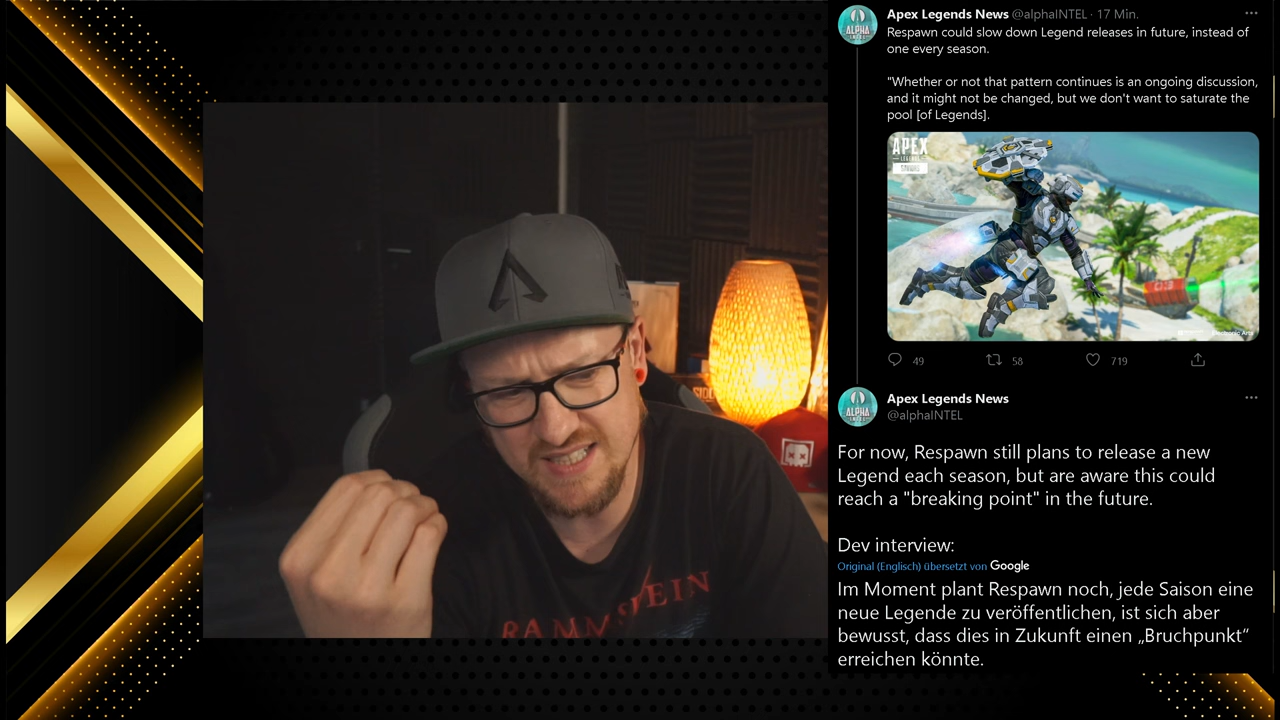 Apex Legends News @alphaINTEL · 17 Min.
Respawn could slow down Legend releases in future, instead of
one every season.
"Whether or not that pattern continues is an ongoing discussion,
and it might not be changed, but we don't want to saturate the
pool [of Legends].
APEX
LEGENDS
49 58 719
Apex Legends News
@alphaINTEL
For now, Respawn still plans to release a new
Legend each season, but are aware this could
reach a "breaking point" in the future.
Dev interview:
Original (Englisch) übersetzt von Google
Im Moment plant Respawn noch, jede Saison eine
neue Legende zu veröffentlichen, ist sich aber
bewusst, dass dies in Zukunft einen „Bruchpunkt“
erreichen könnte.
RAMMSTEIN
ALPHA
ALPHA